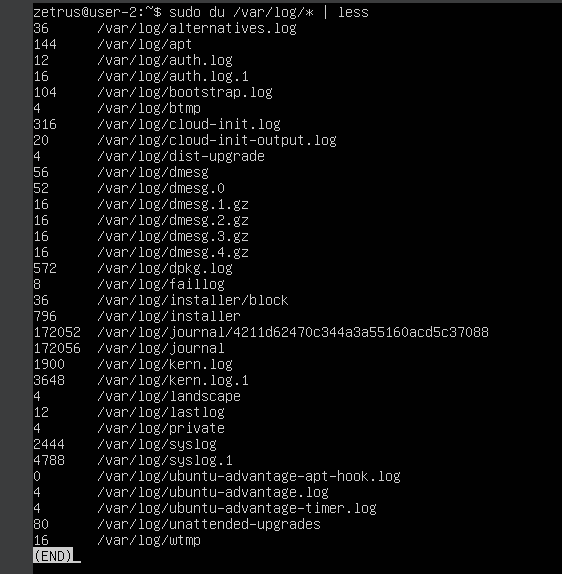 zetrus@user-2:~$ sudo du /var/log/* | less
36 /var/log/alternatives.log
144 /var/log/apt
12 /var/log/auth.log
16 /var/log/auth.log.1
104 /var/log/bootstrap.log
4 /var/log/btmp
316 /var/log/cloud-init.log
20 /var/log/cloud-init-output.log
4 /var/log/dist-upgrade
56 /var/log/dmesg
52 /var/log/dmesg.0
16 /var/log/dmesg.1.gz
16 /var/log/dmesg.2.gz
16 /var/log/dmesg.3.gz
16 /var/log/dmesg.4.gz
572 /var/log/dpkg.log
8 /var/log/faillog
36 /var/log/installer/block
796 /var/log/installer
172052 /var/log/journal/4211d62470c344a3a55160acd5c37088
172056 /var/log/journal
1900 /var/log/kern.log
3648 /var/log/kern.log.1
4 /var/log/landscape
12 /var/log/lastlog
4 /var/log/private
2444 /var/log/syslog
4788 /var/log/syslog.1
0 /var/log/ubuntu-advantage-apt-hook.log
4 /var/log/ubuntu-advantage.log
4 /var/log/ubuntu-advantage-timer.log
80 /var/log/unattended-upgrades
16 /var/log/wtmp
(END)